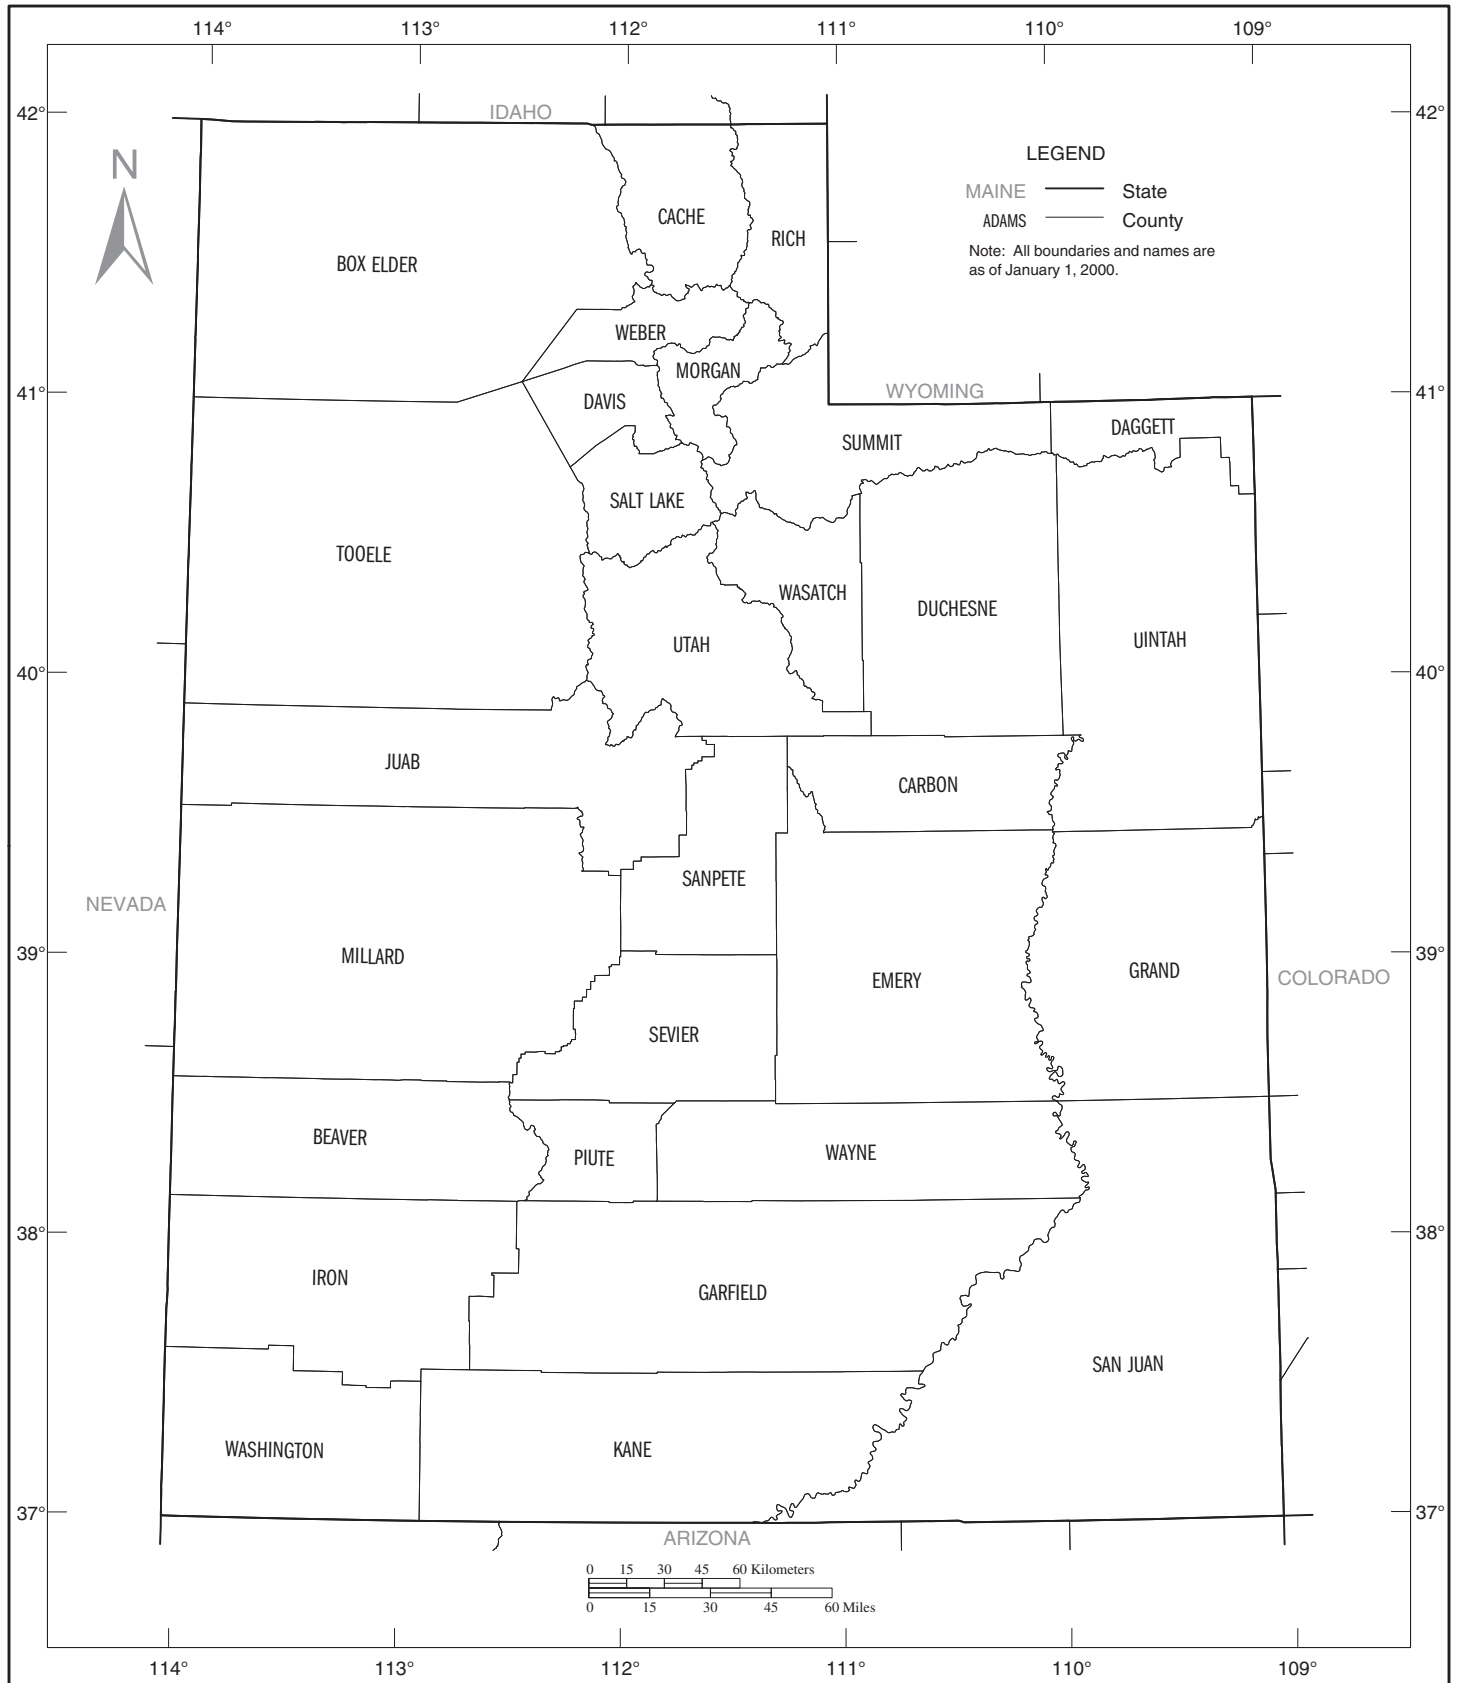 114° 113° 112° 111° 110° 109°
42° IDAHO 42°
N
LEGEND
MAINE State
ADAMS County
Note: All boundaries and names are
as of January 1, 2000.
CACHE
RICH
BOX ELDER
WEBER
MORGAN
41° WYOMING 41°
DAVIS
DAGGETT
SUMMIT
SALT LAKE
TOOELE
WASATCH
DUCHESNE
UINTAH
UTAH
40° 40°
JUAB
CARBON
SANPETE
NEVADA
39° 39°
MILLARD
EMERY
GRAND
COLORADO
SEVIER
BEAVER
PIUTE
WAYNE
38° 38°
IRON
GARFIELD
SAN JUAN
WASHINGTON
KANE
37° 37°
ARIZONA
0 15 30 45 60 Kilometers
0 15 30 45 60 Miles
114° 113° 112° 111° 110° 109°